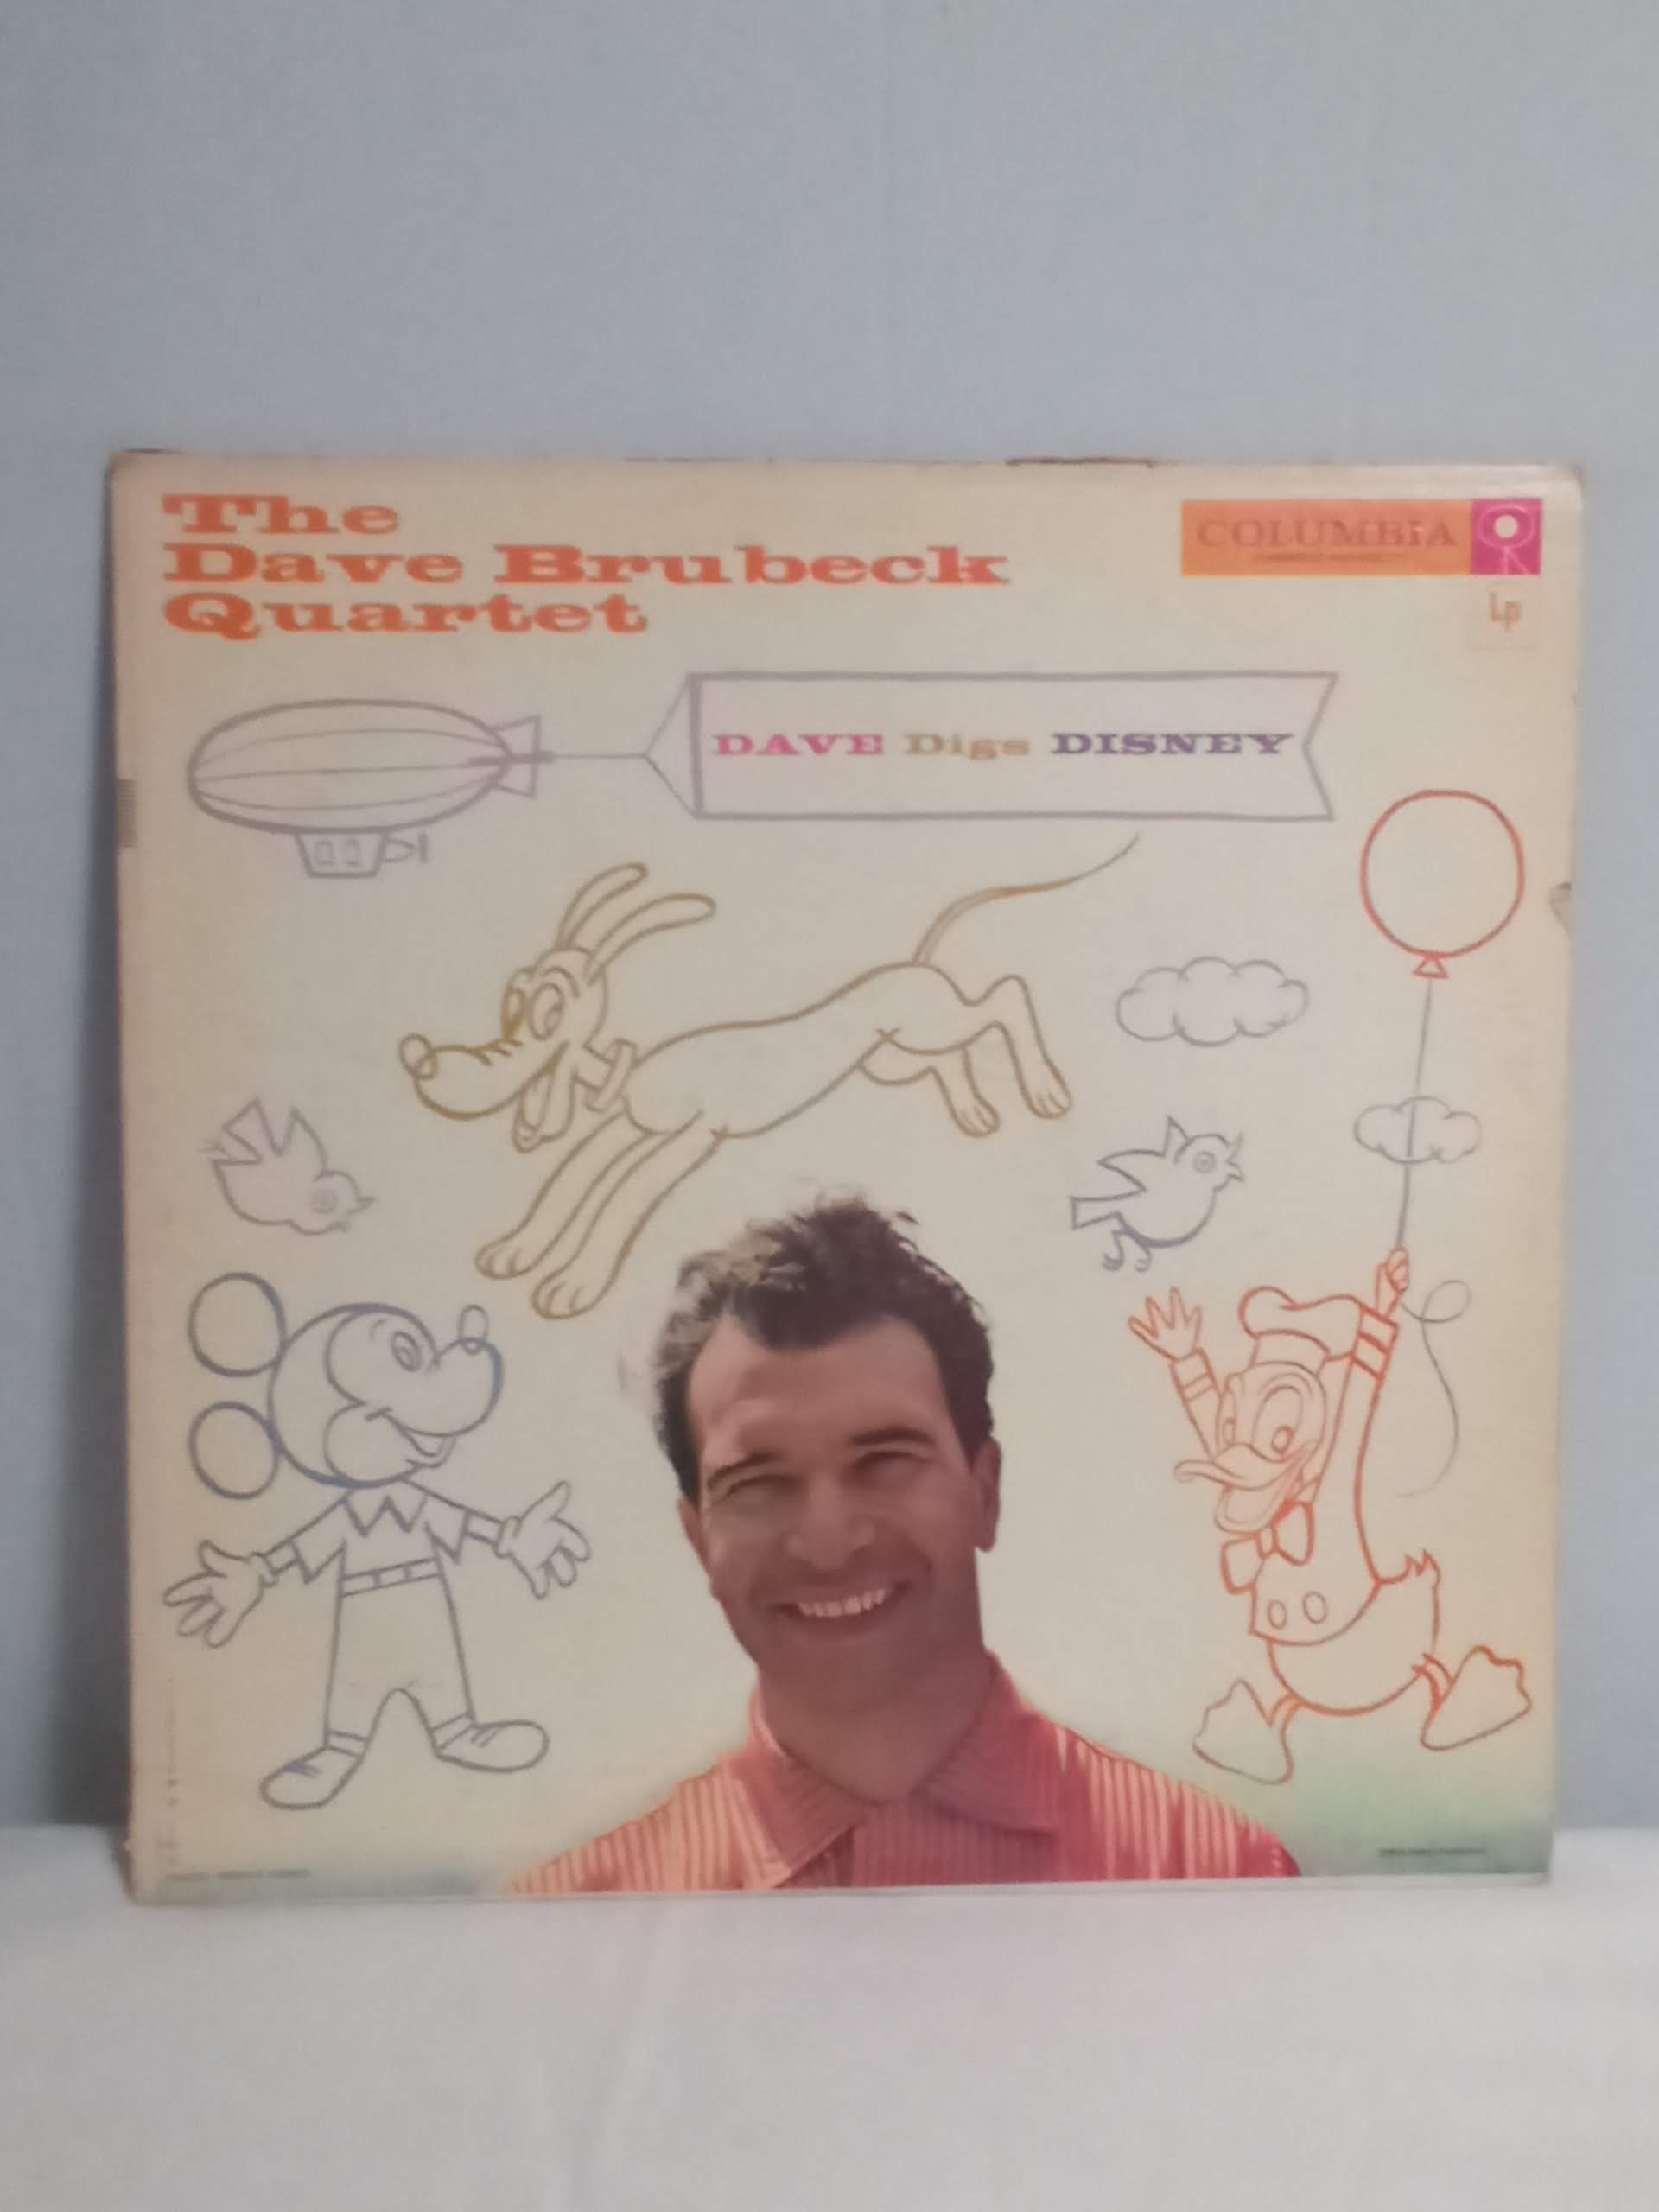 The
Dave Brubeck
Quartet
COLUMBIA
Lp
DAVE Digs DISNEY